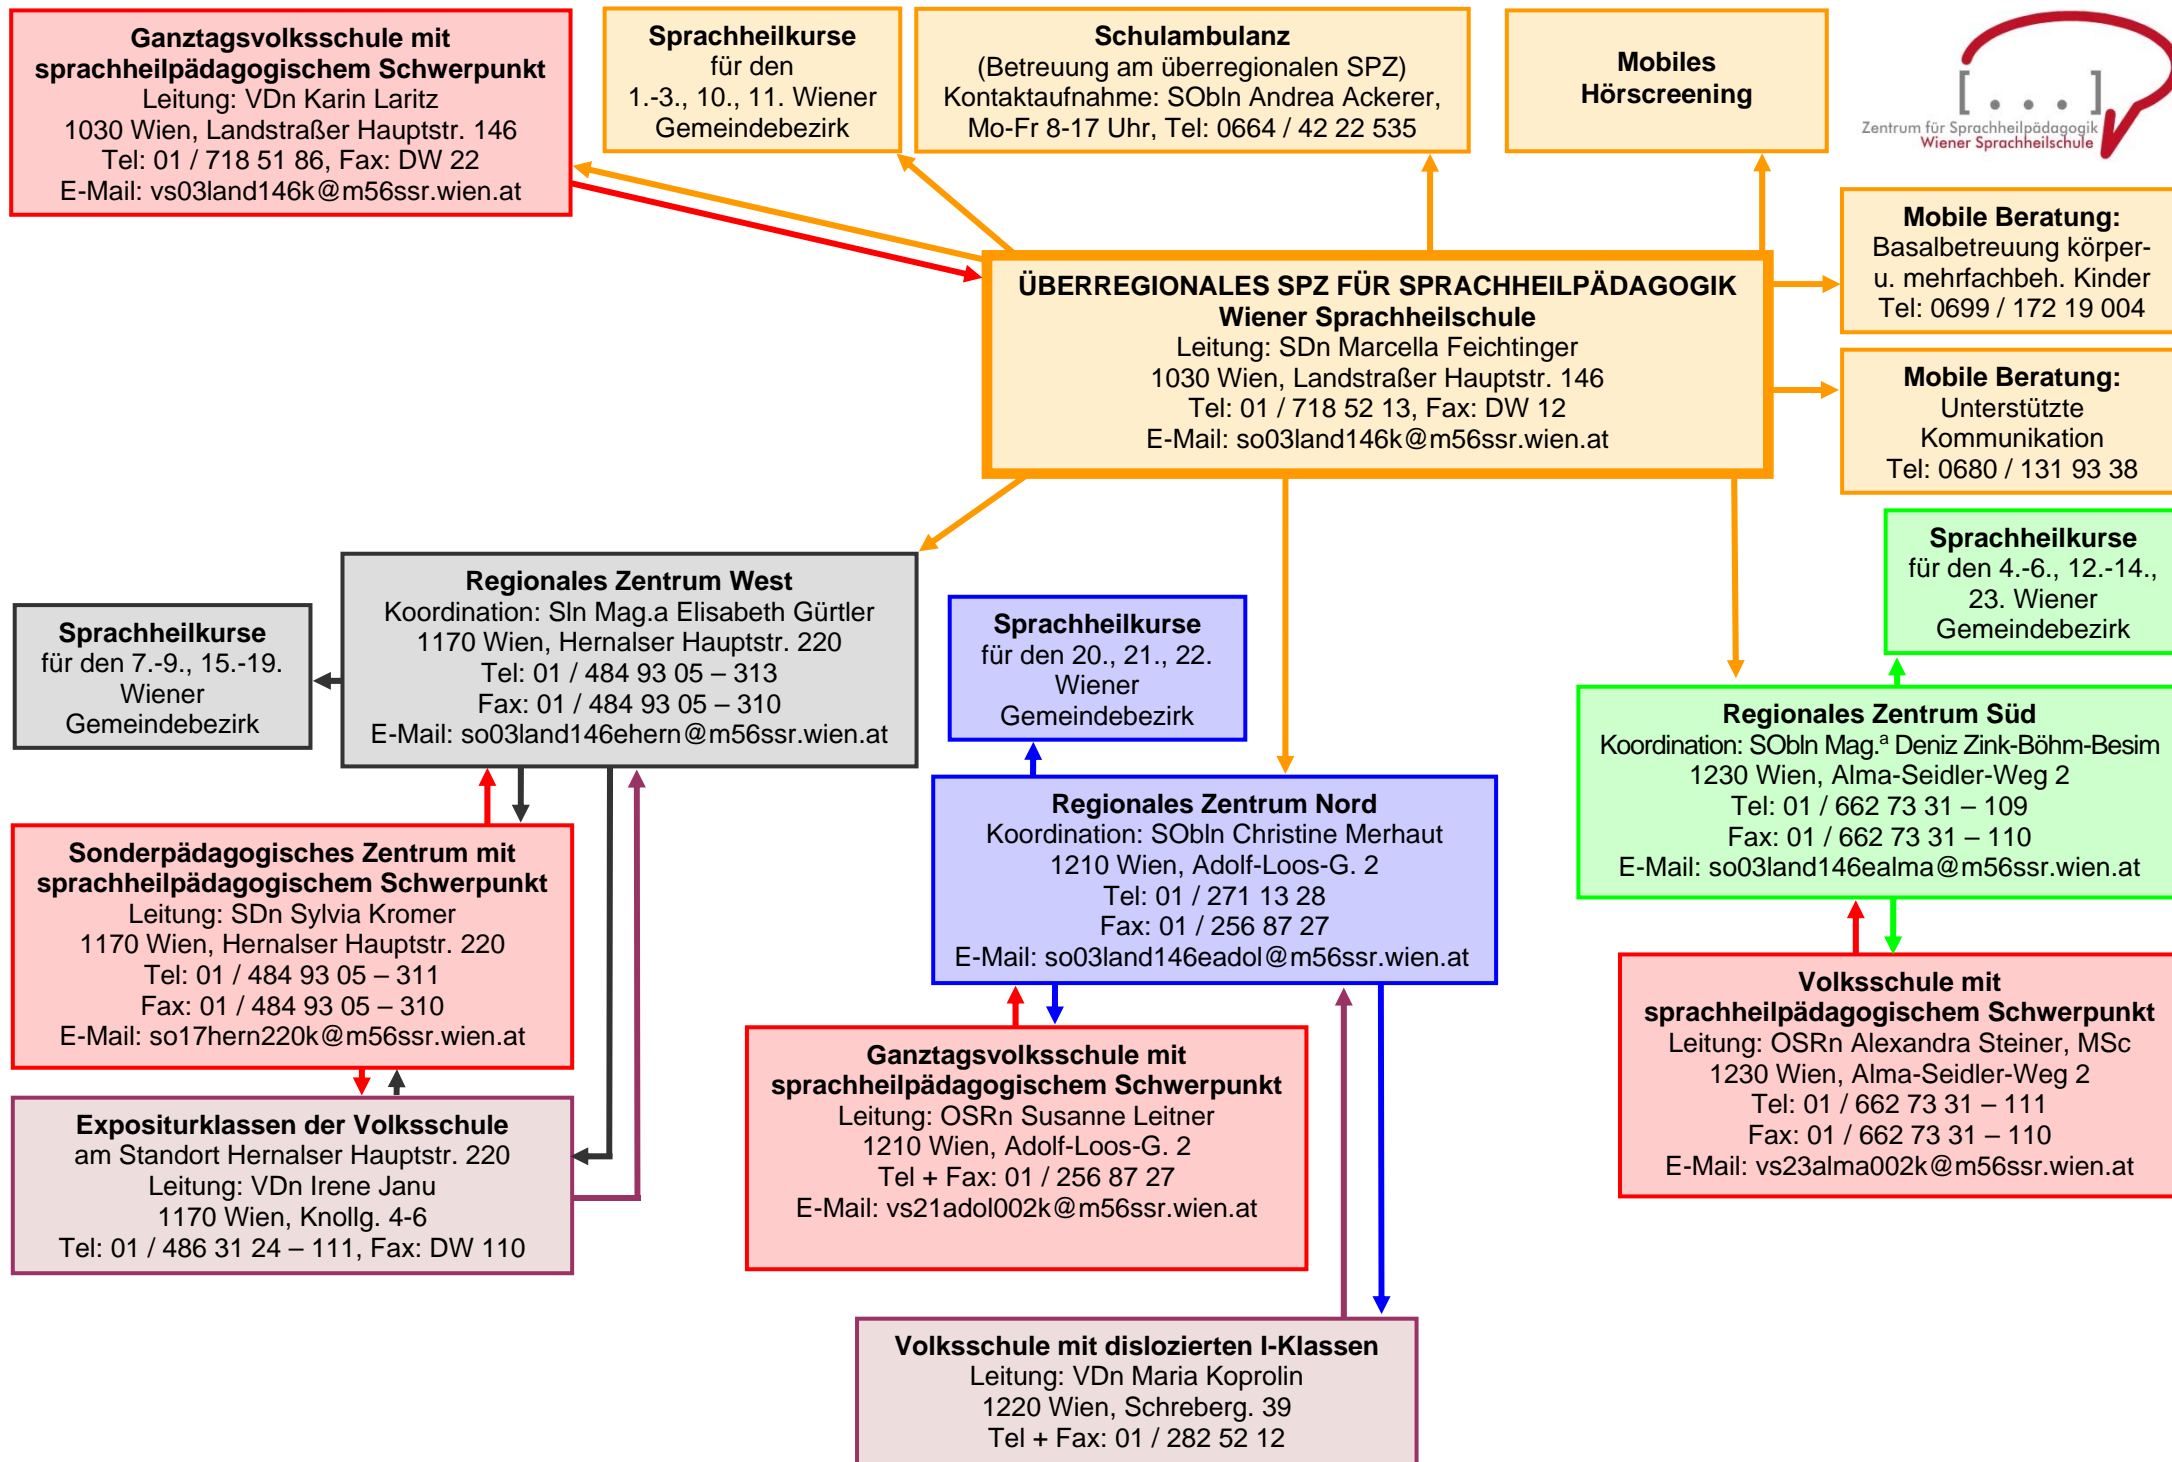 Ganztagsvolksschule mit
sprachheilpädagogischem Schwerpunkt
Leitung: VDn Karin Laritz
1030 Wien, Landstraßer Hauptstr. 146
Tel: 01 / 718 51 86, Fax: DW 22
E-Mail: vs03land146k@m56ssr.wien.at
Sprachheilkurse
für den
1.-3., 10., 11. Wiener
Gemeindebezirk
Schulambulanz
(Betreuung am überregionalen SPZ)
Kontaktaufnahme: SObln Andrea Ackerer,
Mo-Fr 8-17 Uhr, Tel: 0664 / 42 22 535
Mobiles
Hörscreening
[ . . . ]
Zentrum für Sprachheilpädagogik
Wiener Sprachheilschule
Mobile Beratung:
Basalbetreuung körper-
u. mehrfachbeh. Kinder
Tel: 0699 / 172 19 004
ÜBERREGIONALES SPZ FÜR SPRACHHEILPÄDAGOGIK
Wiener Sprachheilschule
Leitung: SDn Marcella Feichtinger
1030 Wien, Landstraßer Hauptstr. 146
Tel: 01 / 718 52 13, Fax: DW 12
E-Mail: so03land146k@m56ssr.wien.at
Mobile Beratung:
Unterstützte
Kommunikation
Tel: 0680 / 131 93 38
Sprachheilkurse
für den 4.-6., 12.-14.,
23. Wiener
Gemeindebezirk
Regionales Zentrum West
Koordination: Sln Mag.a Elisabeth Gürtler
1170 Wien, Hernalser Hauptstr. 220
Tel: 01 / 484 93 05 – 313
Fax: 01 / 484 93 05 – 310
E-Mail: so03land146ehern@m56ssr.wien.at
Sprachheilkurse
für den 7.-9., 15.-19.
Wiener
Gemeindebezirk
Sprachheilkurse
für den 20., 21., 22.
Wiener
Gemeindebezirk
Regionales Zentrum Süd
Koordination: SObln Mag.ª Deniz Zink-Böhm-Besim
1230 Wien, Alma-Seidler-Weg 2
Tel: 01 / 662 73 31 – 109
Fax: 01 / 662 73 31 – 110
E-Mail: so03land146ealma@m56ssr.wien.at
Regionales Zentrum Nord
Koordination: SObln Christine Merhaut
1210 Wien, Adolf-Loos-G. 2
Tel: 01 / 271 13 28
Fax: 01 / 256 87 27
E-Mail: so03land146eadol@m56ssr.wien.at
Sonderpädagogisches Zentrum mit
sprachheilpädagogischem Schwerpunkt
Leitung: SDn Sylvia Kromer
1170 Wien, Hernalser Hauptstr. 220
Tel: 01 / 484 93 05 – 311
Fax: 01 / 484 93 05 – 310
E-Mail: so17hern220k@m56ssr.wien.at
Volksschule mit
sprachheilpädagogischem Schwerpunkt
Leitung: OSRn Alexandra Steiner, MSc
1230 Wien, Alma-Seidler-Weg 2
Tel: 01 / 662 73 31 – 111
Fax: 01 / 662 73 31 – 110
E-Mail: vs23alma002k@m56ssr.wien.at
Ganztagsvolksschule mit
sprachheilpädagogischem Schwerpunkt
Leitung: OSRn Susanne Leitner
1210 Wien, Adolf-Loos-G. 2
Tel + Fax: 01 / 256 87 27
E-Mail: vs21adol002k@m56ssr.wien.at
Expositurklassen der Volksschule
am Standort Hernalser Hauptstr. 220
Leitung: VDn Irene Janu
1170 Wien, Knollg. 4-6
Tel: 01 / 486 31 24 – 111, Fax: DW 110
Volksschule mit dislozierten I-Klassen
Leitung: VDn Maria Koprolin
1220 Wien, Schreberg. 39
Tel + Fax: 01 / 282 52 12